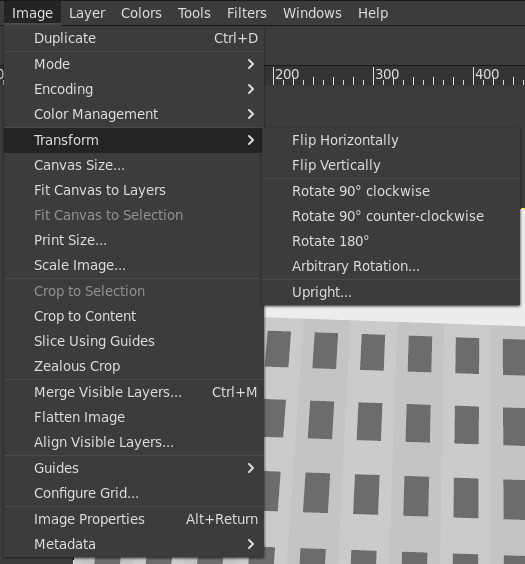 Image Layer Colors Tools Filters Windows Help
Duplicate Ctrl+D
Mode
Encoding
Color Management
Transform
Canvas Size...
Fit Canvas to Layers
Fit Canvas to Selection
Print Size...
Scale Image...
Crop to Selection
Crop to Content
Slice Using Guides
Zealous Crop
Merge Visible Layers... Ctrl+M
Flatten Image
Align Visible Layers...
Guides
Configure Grid...
Image Properties Alt+Return
Metadata
200 300 400
Flip Horizontally
Flip Vertically
Rotate 90° clockwise
Rotate 90° counter-clockwise
Rotate 180°
Arbitrary Rotation...
Upright...